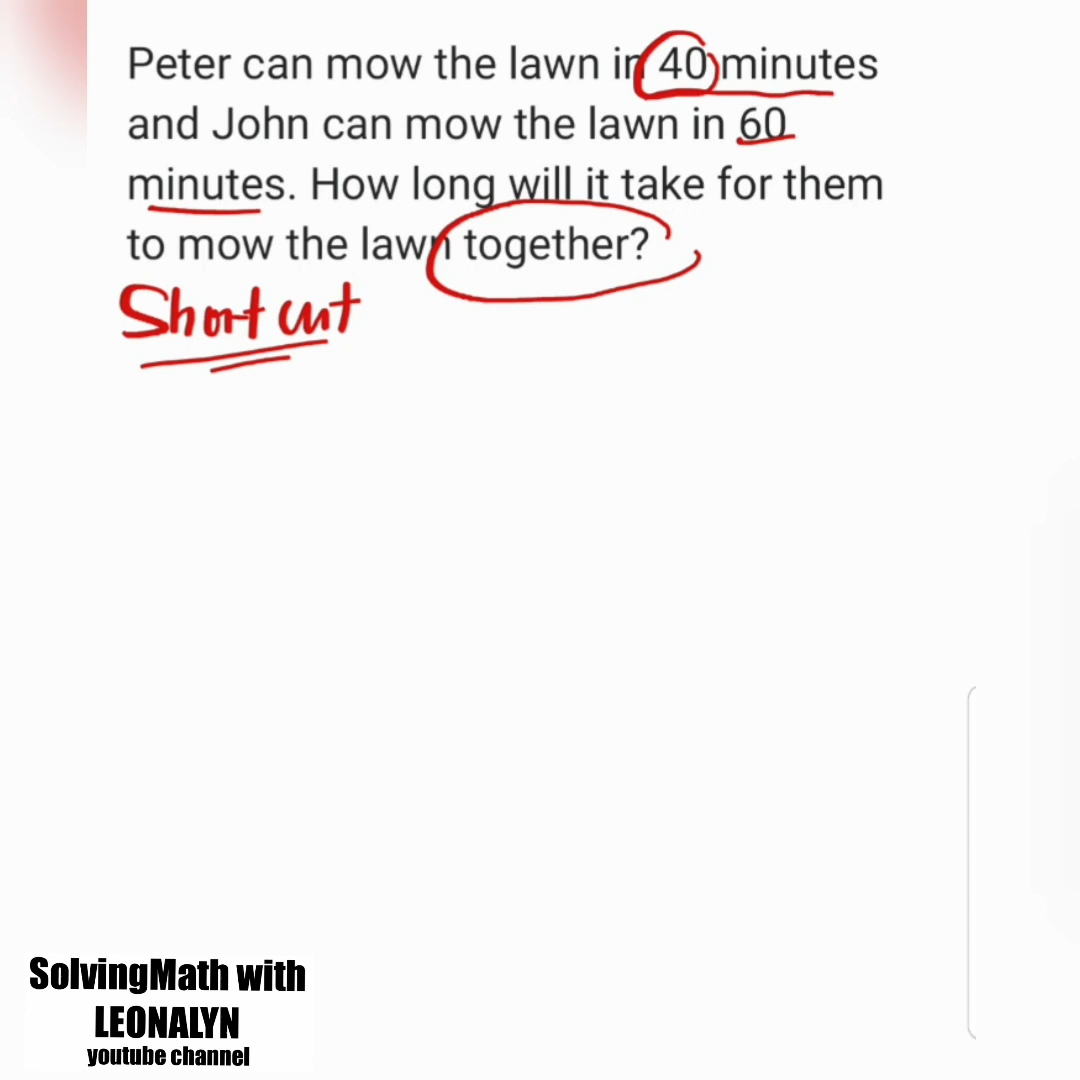 Peter can mow the lawn in 40 minutes
and John can mow the lawn in 60
minutes. How long will it take for them
to mow the lawn together?
Short cut
SolvingMath with
LEONALYN
youtube channel